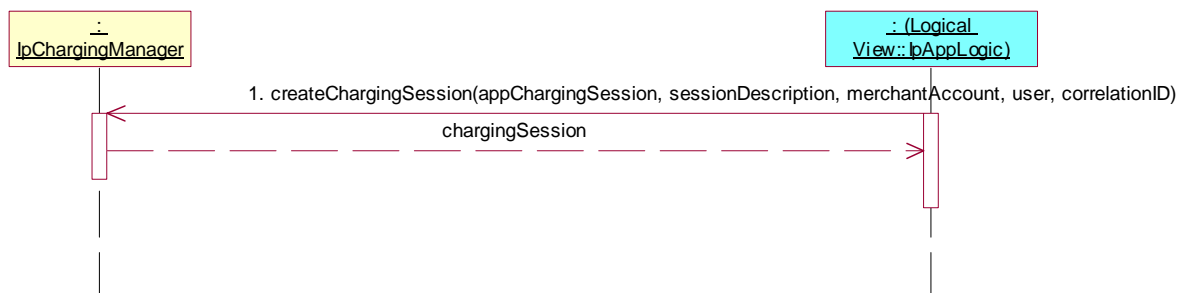 :
IpChargingManager
: (Logical
View::IpAppLogic)
1. createChargingSession(appChargingSession, sessionDescription, merchantAccount, user, correlationID)
chargingSession